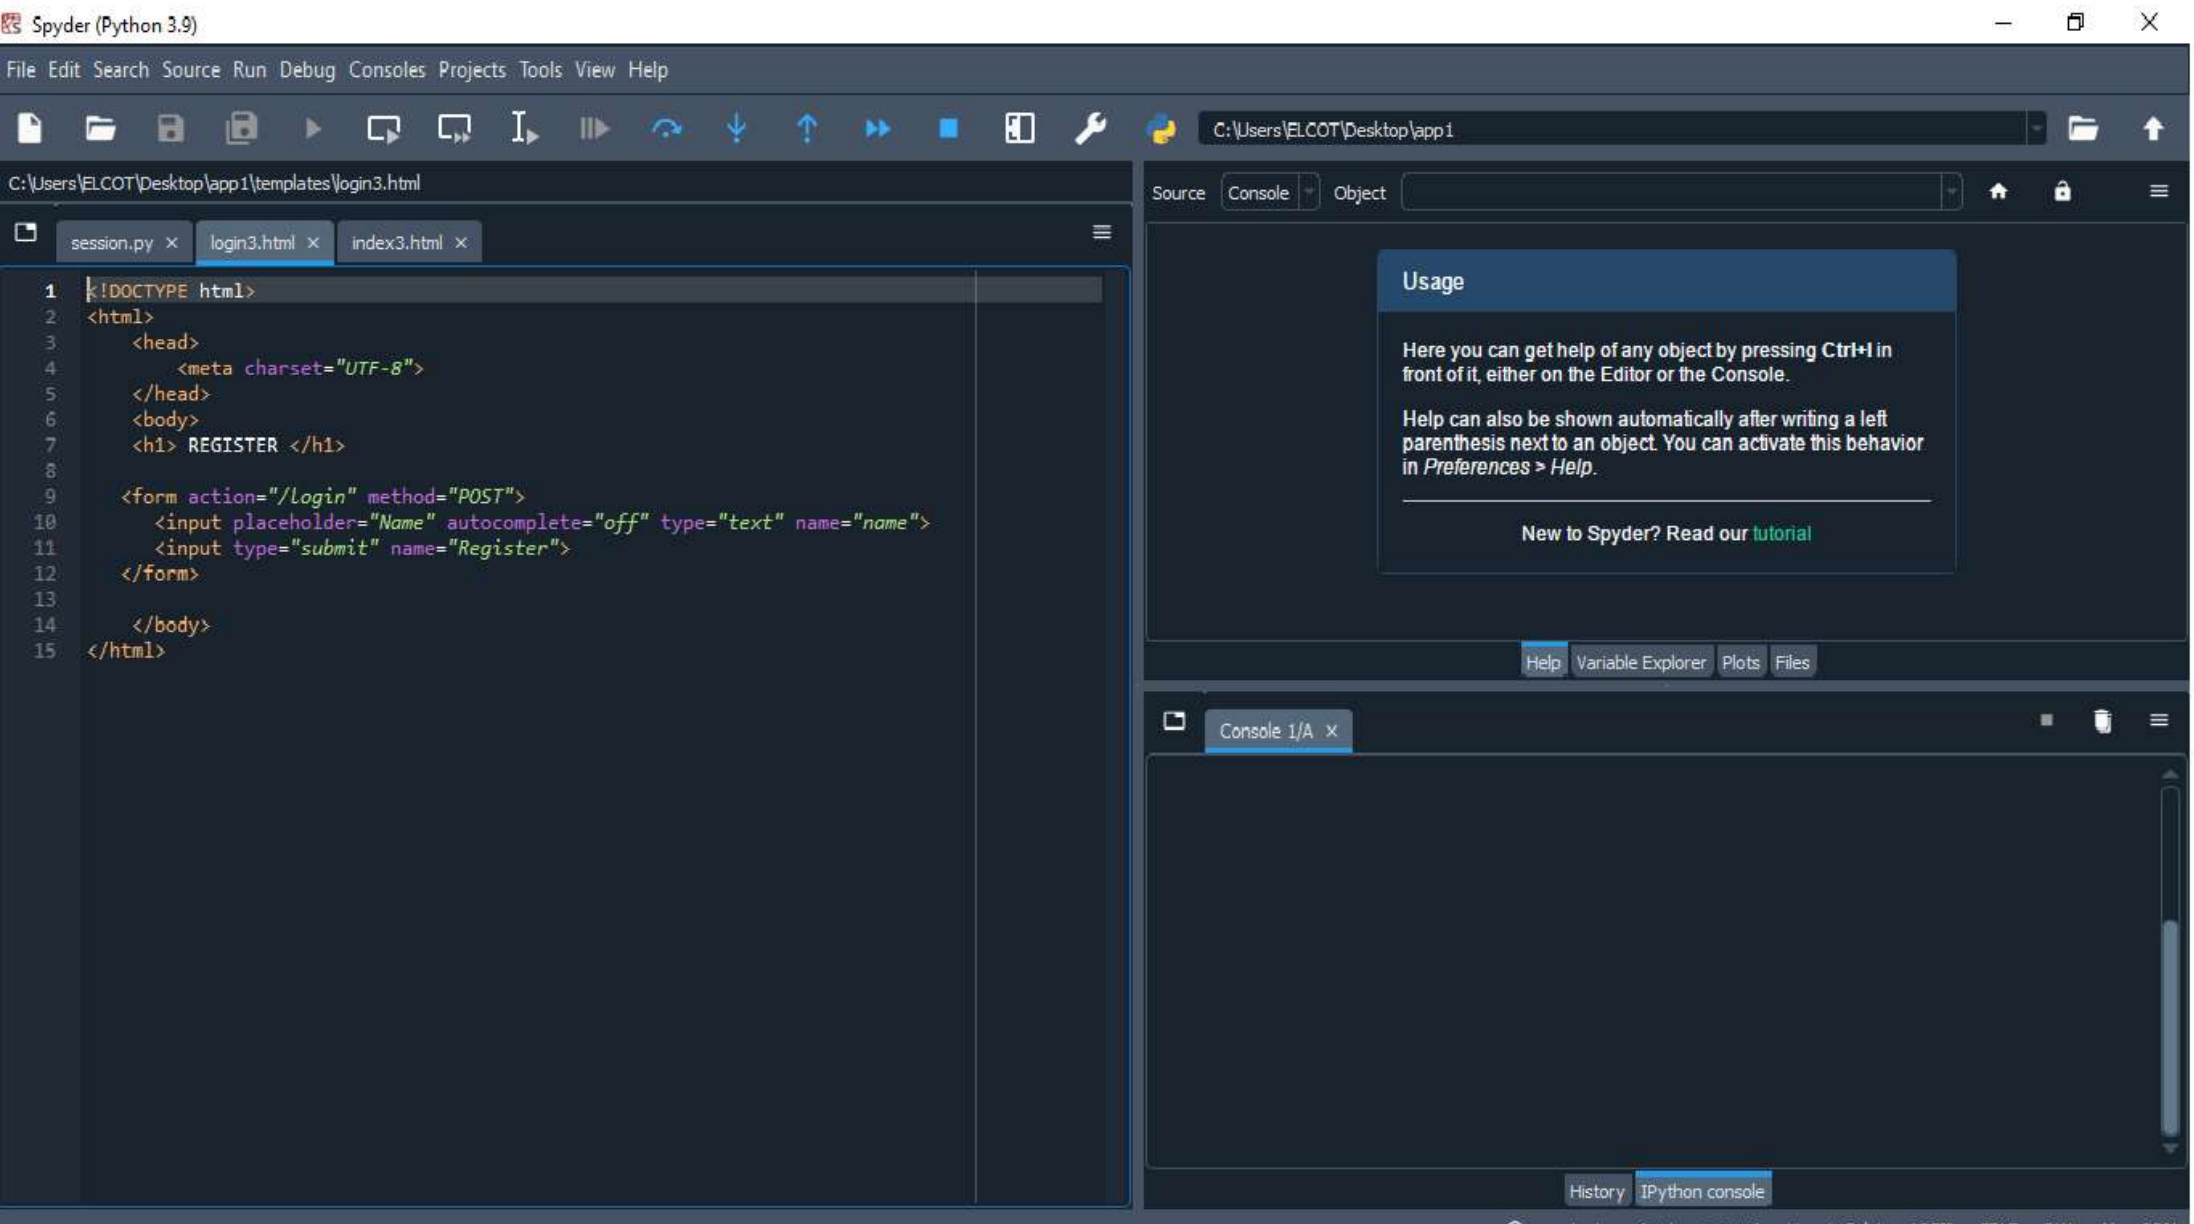 Spyder (Python 3.9)
File Edit Search Source Run Debug Consoles Projects Tools View Help
C:\Users\ELCOT\Desktop\app1
C:\Users\ELCOT\Desktop\app1\templates\login3.html
session.py × login3.html × index3.html ×
1 <!DOCTYPE html>
2 <html>
3 <head>
4 <meta charset="UTF-8">
5 </head>
6 <body>
7 <h1> REGISTER </h1>
8
9 <form action="/login" method="POST">
10 <input placeholder="Name" autocomplete="off" type="text" name="name">
11 <input type="submit" name="Register">
12 </form>
13
14 </body>
15 </html>
Source Console Object
Usage
Here you can get help of any object by pressing Ctrl+I in
front of it, either on the Editor or the Console.
Help can also be shown automatically after writing a left
parenthesis next to an object. You can activate this behavior
in Preferences > Help.
New to Spyder? Read our tutorial
Help Variable Explorer Plots Files
Console 1/A ×
History IPython console